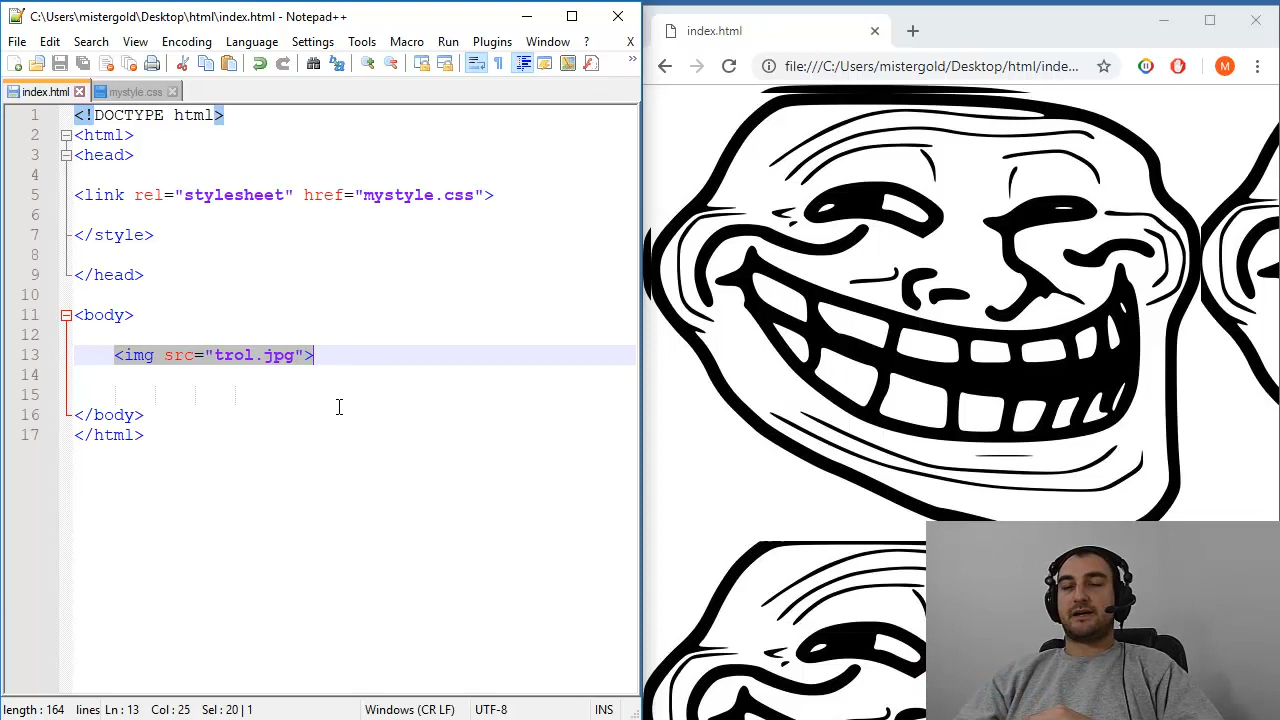 C:\Users\mistergold\Desktop\html\index.html - Notepad++
File Edit Search View Encoding Language Settings Tools Macro Run Plugins Window ? X
index.html mystyle.css
1 <!DOCTYPE html>
2 <html>
3 <head>
4
5 <link rel="stylesheet" href="mystyle.css">
6
7 </style>
8
9 </head>
10
11 <body>
12
13 <img src="trol.jpg">
14
15
16 </body>
17 </html>
length : 164 lines Ln : 13 Col : 25 Sel : 20 | 1 Windows (CR LF) UTF-8 INS
index.html
file:///C:/Users/mistergold/Desktop/html/inde...
M